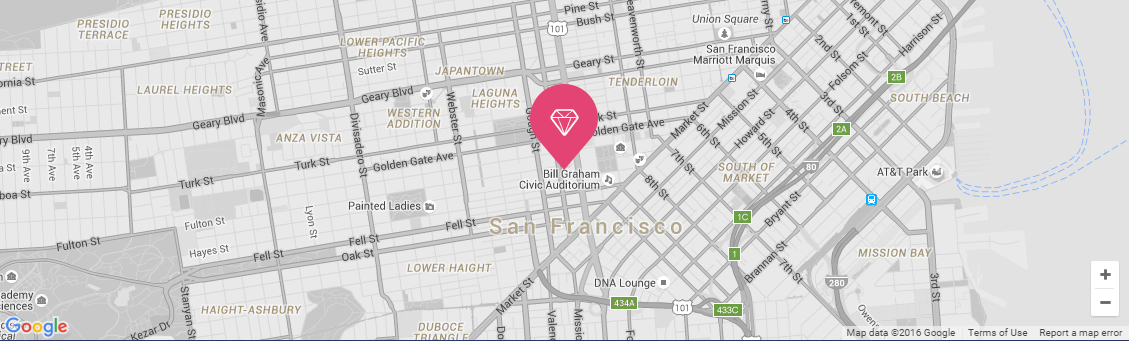 PRESIDIO
TERRACE
PRESIDIO
HEIGHTS
Presidio Ave
Pine St
Bush St
101
Leavenworth St
Union Square
1st St
Harrison St
2nd St
LOWER PACIFIC
HEIGHTS
Sutter St
JAPANTOWN
Geary St
San Francisco
Marriott Marquis
Folsom St
STREET
LAUREL HEIGHTS
Masonic Ave
Geary Blvd
LAGUNA
HEIGHTS
TENDERLOIN
2B
SOUTH BEACH
3rd St
4th St
Mission St
Market St
WESTERN
ADDITION
Webster St
Gough St
Golden Gate Ave
Geary Blvd
ANZA VISTA
Divisadero St
6th St
Howard St
5th St
2A
9th Ave
7th Ave
5th Ave
4th Ave
Turk St
Golden Gate Ave
7th St
SOUTH OF
MARKET
80
AT&T Park
Turk St
Bill Graham
Civic Auditorium
8th St
Painted Ladies
Lyon St
Fell St
San Francisco
1C
Bryant St
Fulton St
Fulton St
Hayes St
Fell St
Oak St
1
Brannan St
7th St
MISSION BAY
LOWER HAIGHT
Market St
DNA Lounge
280
3rd St
Stanyan St
HAIGHT-ASHBURY
434A
101
433C
Google
Kezar Dr
DUBOCE
TRIANGLE
+
−
Map data ©2016 Google
Terms of Use
Report a map error